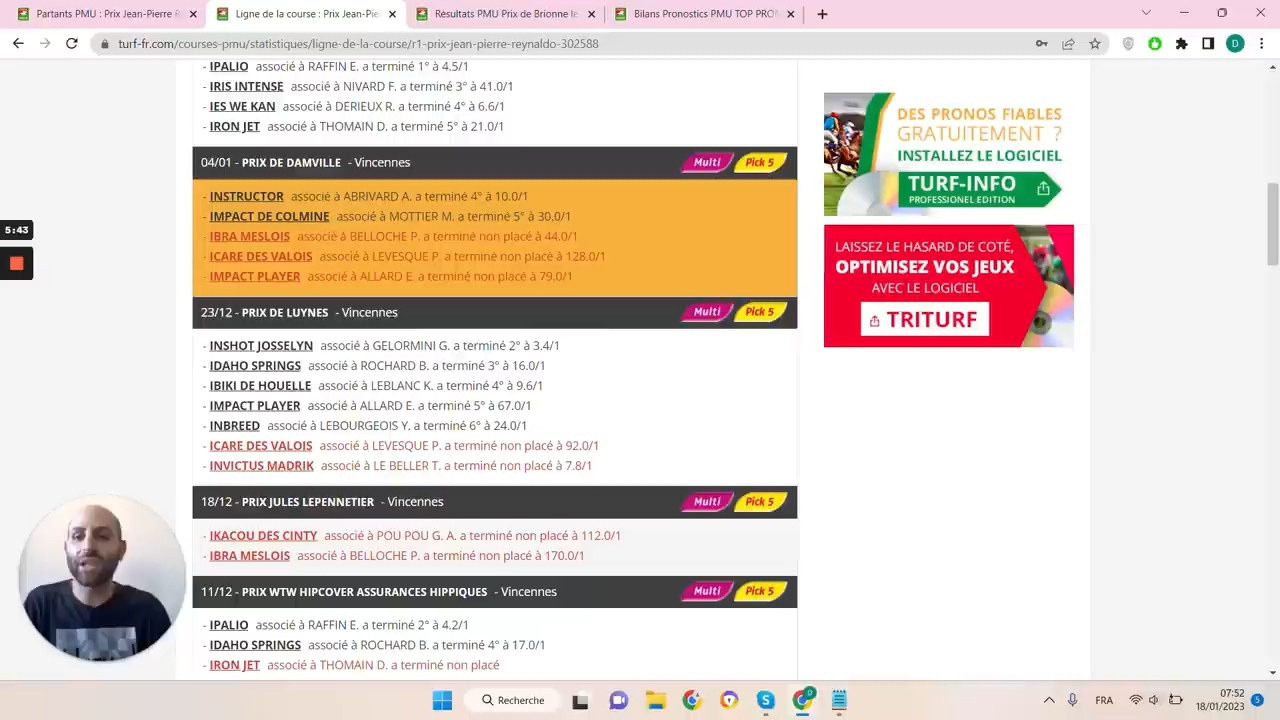 Partants PMU : Prix Jean-Pier
Ligne de la Course : Prix Jean-Pie
Résultats PMU Prix de Brionne le
Bilans Pronostics PMU TOP PRON
turf-fr.com/courses-pmu/statistiques/ligne-de-la-course/r1-prix-jean-pierre-reynaldo-302588
D
- IPALIO associé à RAFFIN E. a terminé 1° à 4.5/1
- IRIS INTENSE associé à NIVARD F. a terminé 3° à 41.0/1
- IES WE KAN associé à DERIEUX R. a terminé 4° à 6.6/1
- IRON JET associé à THOMAIN D. a terminé 5° à 21.0/1
04/01 - PRIX DE DAMVILLE - Vincennes Multi Pick 5
- INSTRUCTOR associé à ABRIVARD A. a terminé 4° à 10.0/1
- IMPACT DE COLMINE associé à MOTTIER M. a terminé 5° à 30.0/1
- IBRA MESLOIS associé à BELLOCHE P. a terminé non placé à 44.0/1
- ICARE DES VALOIS associé à LEVESQUE P. a terminé non placé à 128.0/1
- IMPACT PLAYER associé à ALLARD E. a terminé non placé à 79.0/1
23/12 - PRIX DE LUYNES - Vincennes Multi Pick 5
- INSHOT JOSSELYN associé à GELORMINI G. a terminé 2° à 3.4/1
- IDAHO SPRINGS associé à ROCHARD B. a terminé 3° à 16.0/1
- IBIKI DE HOUELLE associé à LEBLANC K. a terminé 4° à 9.6/1
- IMPACT PLAYER associé à ALLARD E. a terminé 5° à 67.0/1
- INBREED associé à LEBOURGEOIS Y. a terminé 6° à 24.0/1
- ICARE DES VALOIS associé à LEVESQUE P. a terminé non placé à 92.0/1
- INVICTUS MADRIK associé à LE BELLER T. a terminé non placé à 7.8/1
18/12 - PRIX JULES LEPENNETIER - Vincennes Multi Pick 5
- IKACOU DES CINTY associé à POU POU G. A. a terminé non placé à 112.0/1
- IBRA MESLOIS associé à BELLOCHE P. a terminé non placé à 170.0/1
11/12 - PRIX WTW HIPCOVER ASSURANCES HIPPIQUES - Vincennes Multi Pick 5
- IPALIO associé à RAFFIN E. a terminé 2° à 4.2/1
- IDAHO SPRINGS associé à ROCHARD B. a terminé 4° à 17.0/1
- IRON JET associé à THOMAIN D. a terminé non placé
DES PRONOS FIABLES
GRATUITEMENT ?
INSTALLEZ LE LOGICIEL
TURF-INFO
PROFESSIONEL EDITION
LAISSEZ LE HASARD DE COTÉ,
OPTIMISEZ VOS JEUX
AVEC LE LOGICIEL
TRITURF
5:43
Recherche
FRA
07:52
18/01/2023
5